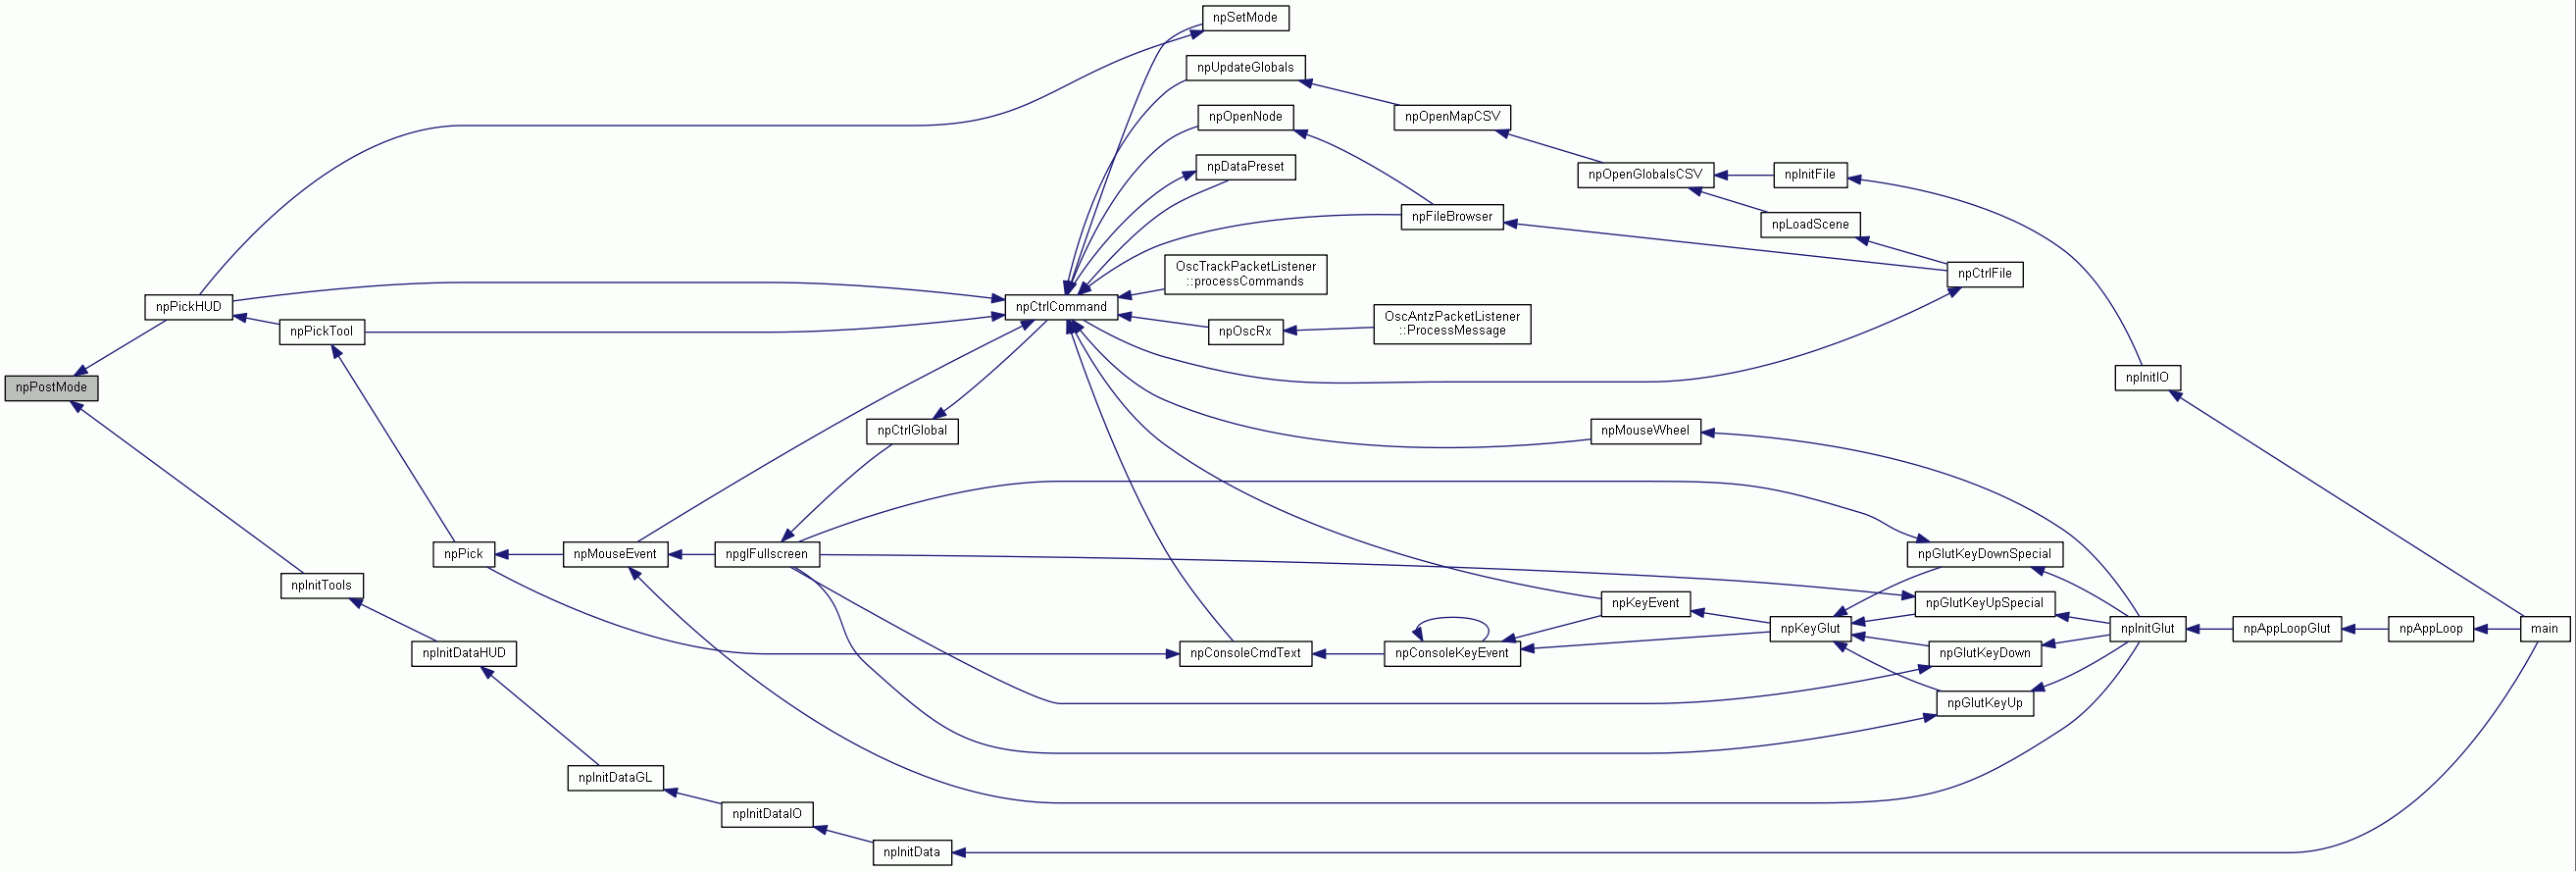 npSetMode
npUpdateGlobals
npOpenNode
npOpenMapCSV
npDataPreset
npOpenGlobalsCSV
npInitFile
npFileBrowser
npLoadScene
OscTrackPacketListener
::processCommands
npCtrlFile
npPickHUD
npCtrlCommand
npPickTool
npOscRx
OscAntzPacketListener
::ProcessMessage
npPostMode
npInitIO
npCtrlGlobal
npMouseWheel
npPick
npMouseEvent
npglFullscreen
npGlutKeyDownSpecial
npInitTools
npKeyEvent
npGlutKeyUpSpecial
npKeyGlut
npInitGlut
npAppLoopGlut
npAppLoop
main
npInitDataHUD
npConsoleCmdText
npConsoleKeyEvent
npGlutKeyDown
npGlutKeyUp
npInitDataGL
npInitDataIO
npInitData